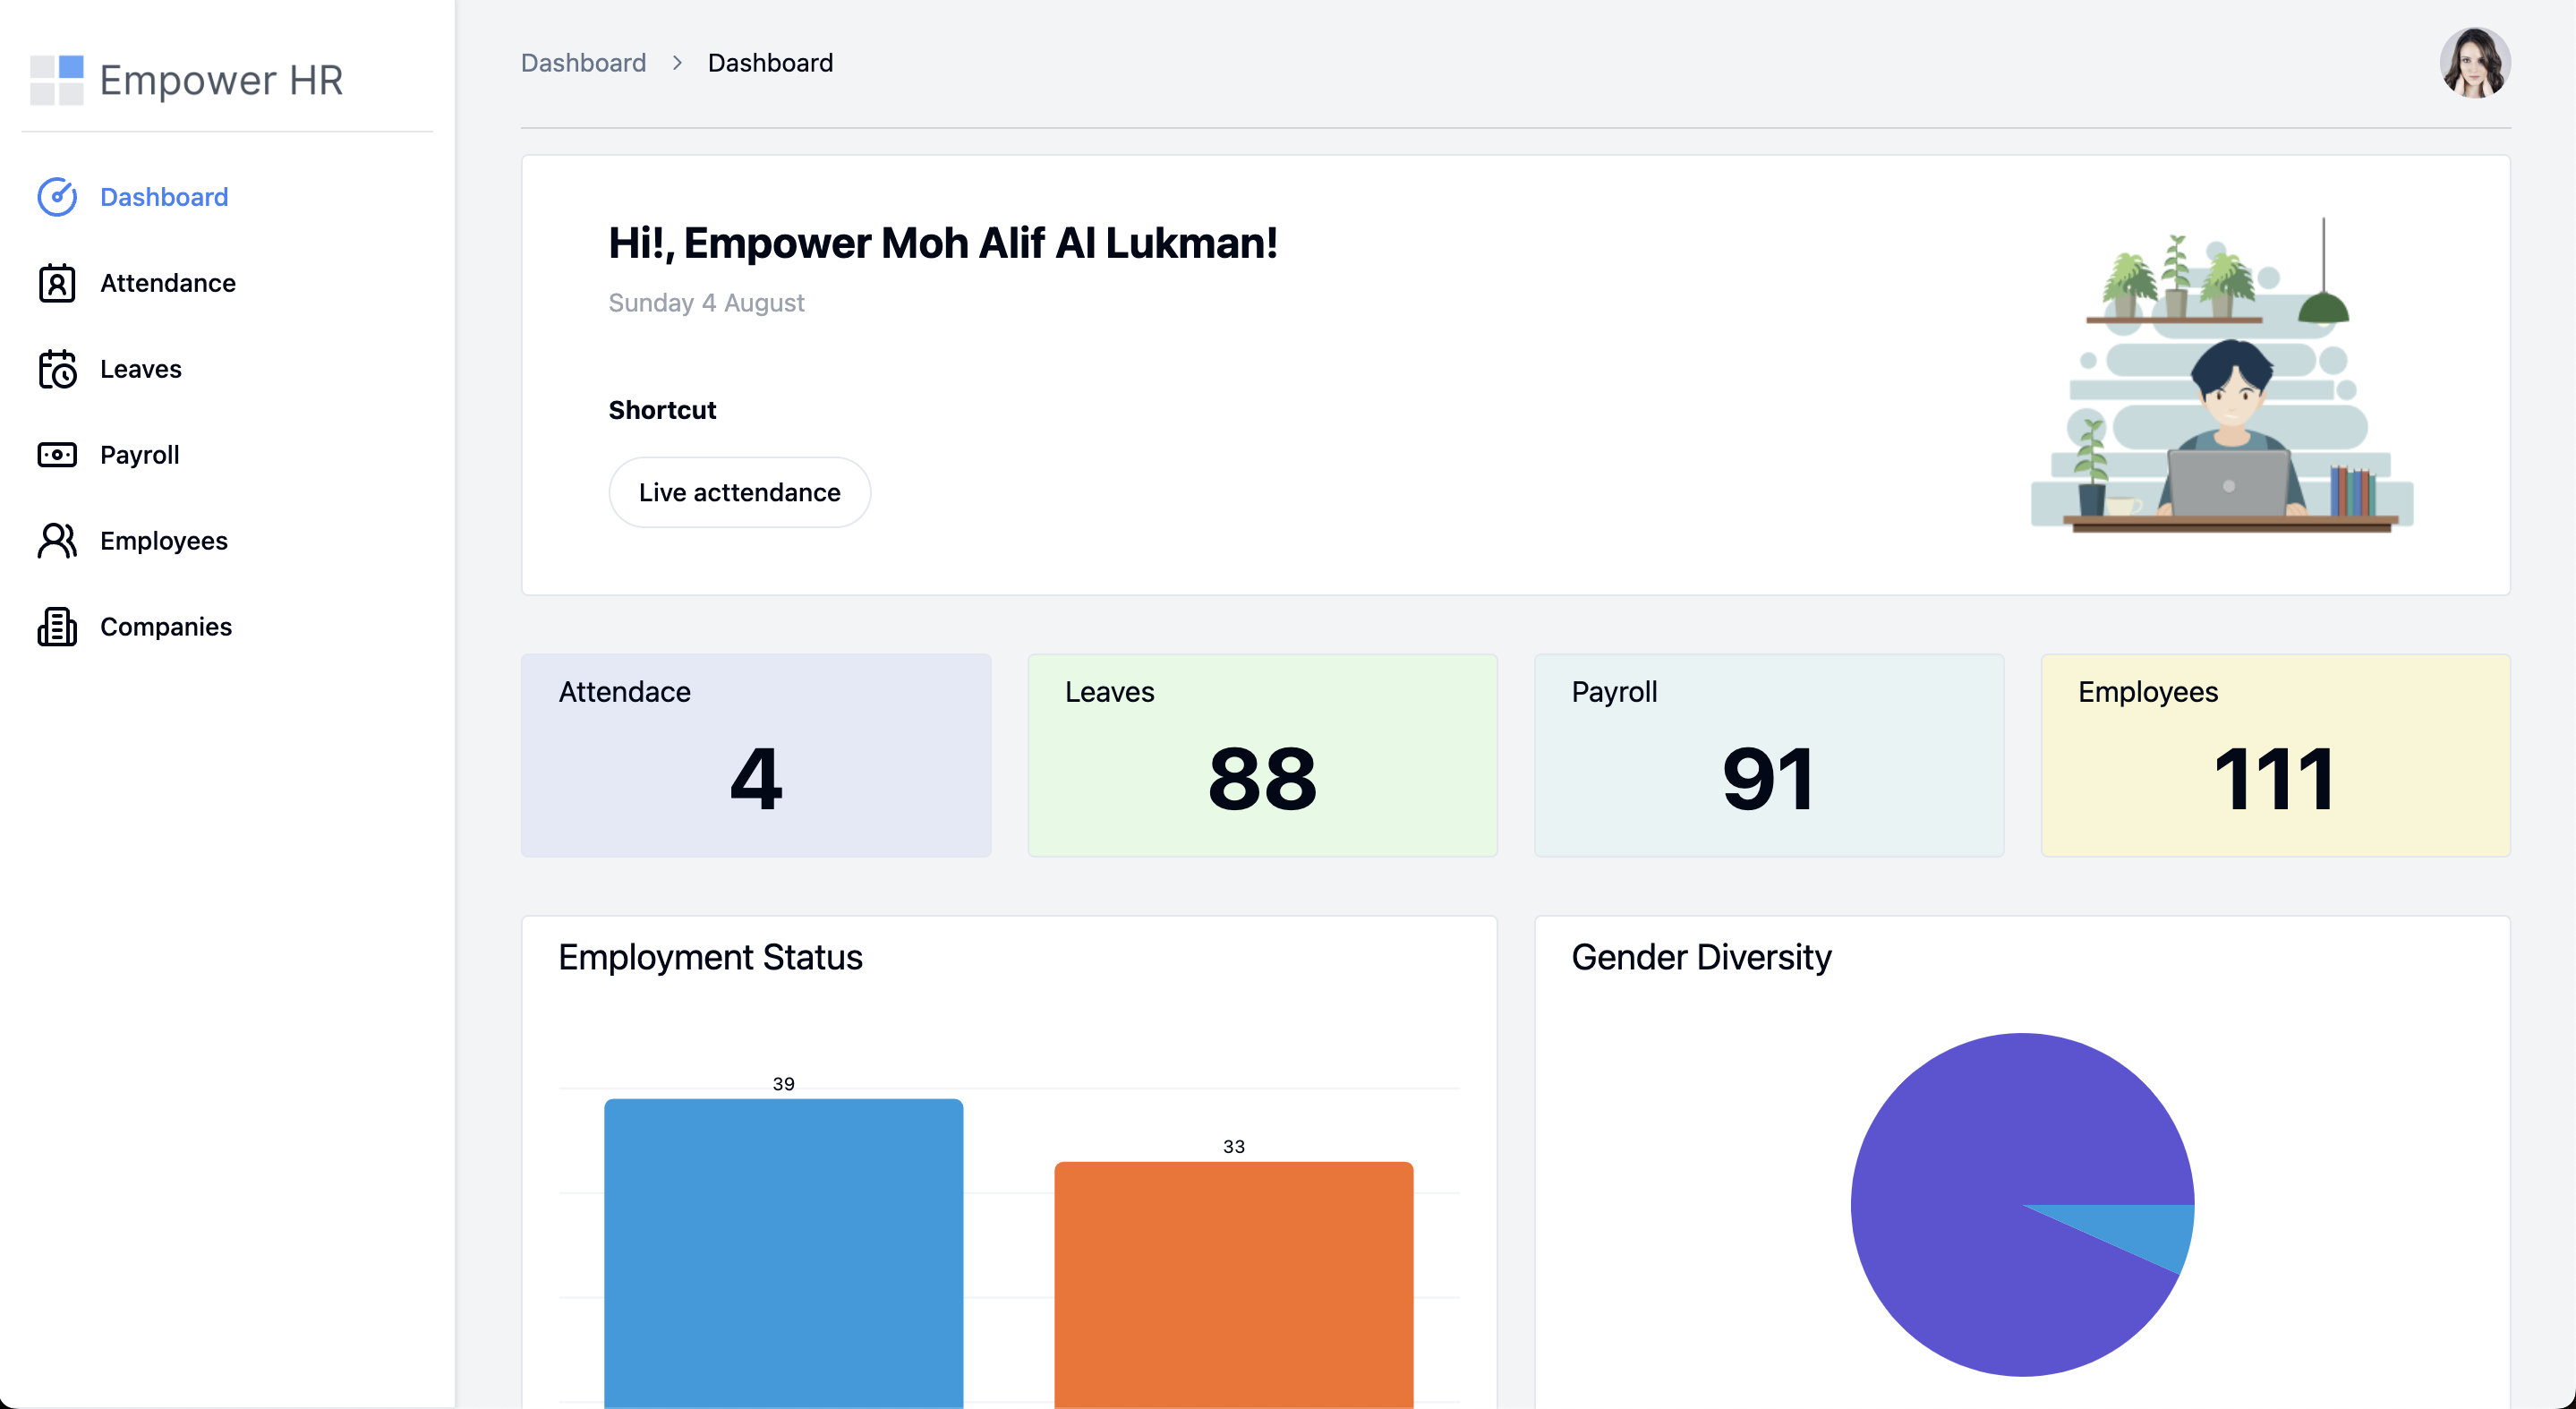 Empower HR
Dashboard
Attendance
Leaves
Payroll
Employees
Companies
Dashboard > Dashboard
Hi!, Empower Moh Alif Al Lukman!
Sunday 4 August
Shortcut
Live acttendance
Attendace
4
Leaves
88
Payroll
91
Employees
111
Employment Status
39
33
Gender Diversity